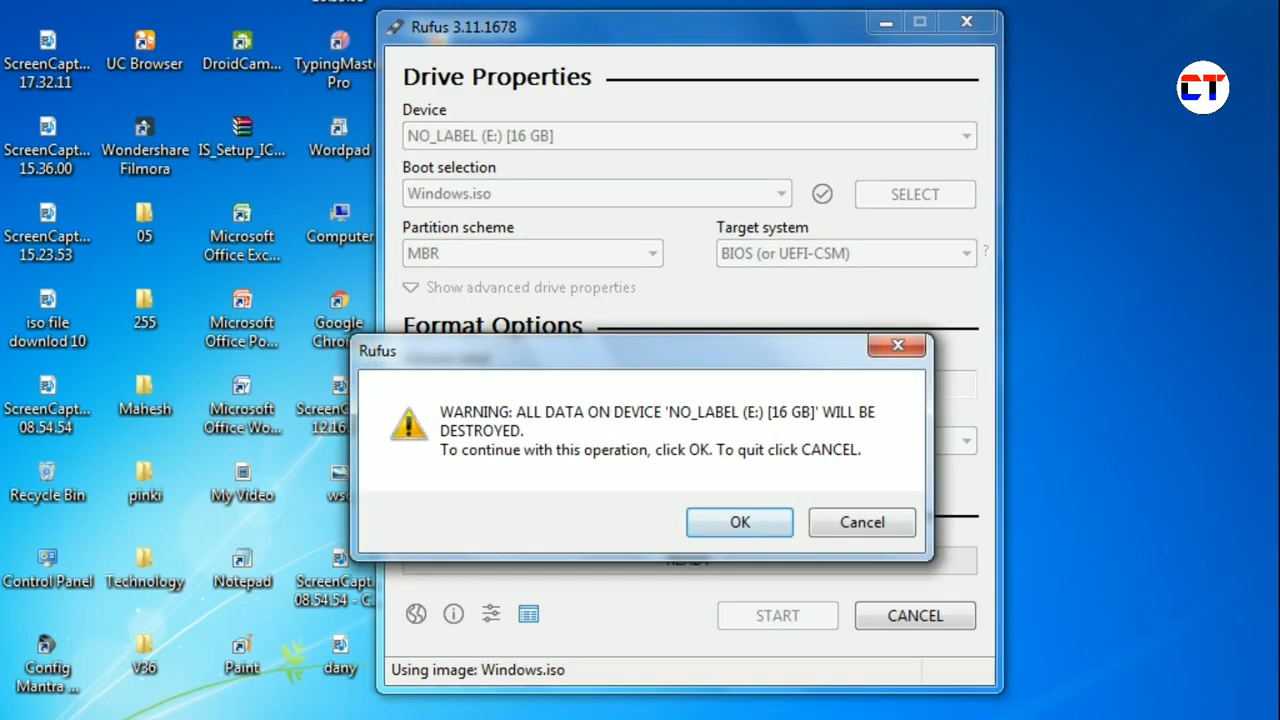 Rufus 3.11.1678
Drive Properties
Device
NO_LABEL (E:) [16 GB]
Boot selection
Windows.iso
SELECT
Partition scheme
Target system
MBR
BIOS (or UEFI-CSM)
?
Show advanced drive properties
Format Options
Rufus
WARNING: ALL DATA ON DEVICE 'NO_LABEL (E:) [16 GB]' WILL BE
DESTROYED.
To continue with this operation, click OK. To quit click CANCEL.
OK
Cancel
START
CANCEL
Using image: Windows.iso
CT
ScreenCapt...
17.32.11
UC Browser
DroidCam...
TypingMaste
Pro
ScreenCapt...
15.36.00
Wondershare
Filmora
IS_Setup_IC...
Wordpad
ScreenCapt...
15.23.53
05
Microsoft
Office Exc...
Computer
iso file
downlod 10
255
Microsoft
Office Po...
Google
Chrom
ScreenCapt...
08.54.54
Mahesh
Microsoft
Office Wo...
ScreenC
12.16.
Recycle Bin
pinki
My Video
Control Panel
Technology
Notepad
ScreenCapt
08.54.54 - C...
Config
Mantra ...
V36
Paint
dany